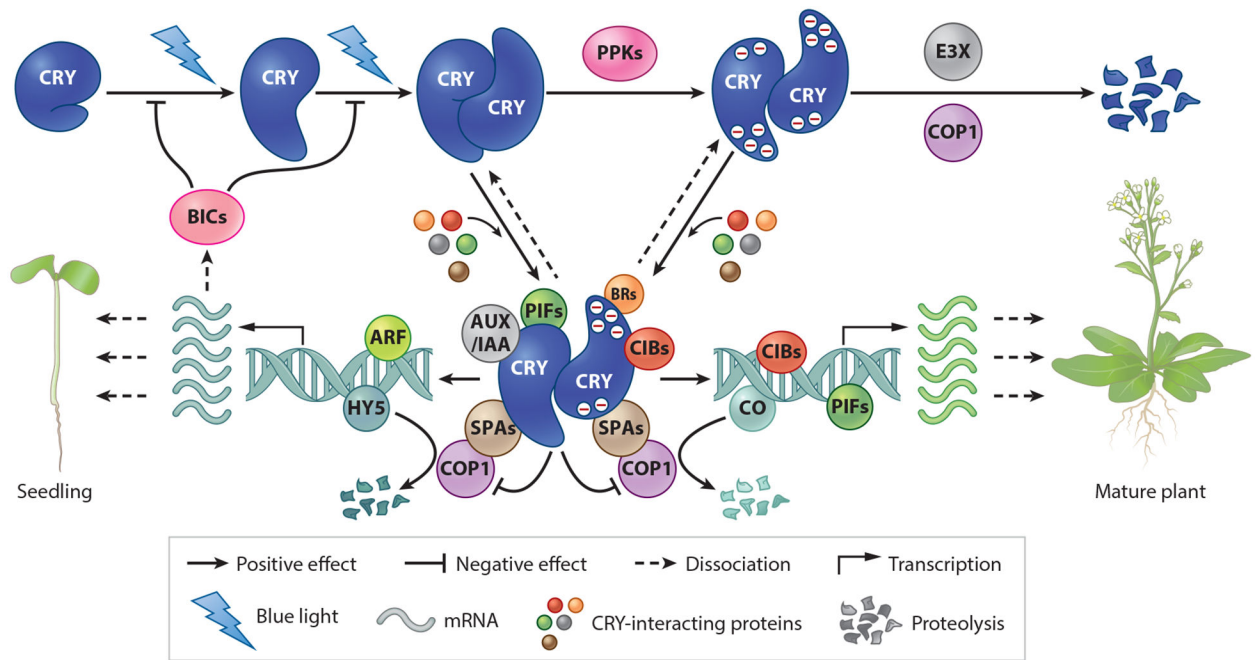 CRY
CRY
CRY
CRY
PPKs
CRY
CRY
E3X
COP1
BICs
BRs
PIFs
AUX
/IAA
ARF
CIBs
CIBs
CRY
CRY
HY5
CO
PIFs
SPAs
SPAs
COP1
COP1
Seedling
Mature plant
Positive effect
Negative effect
Dissociation
Transcription
Blue light
mRNA
CRY-interacting proteins
Proteolysis